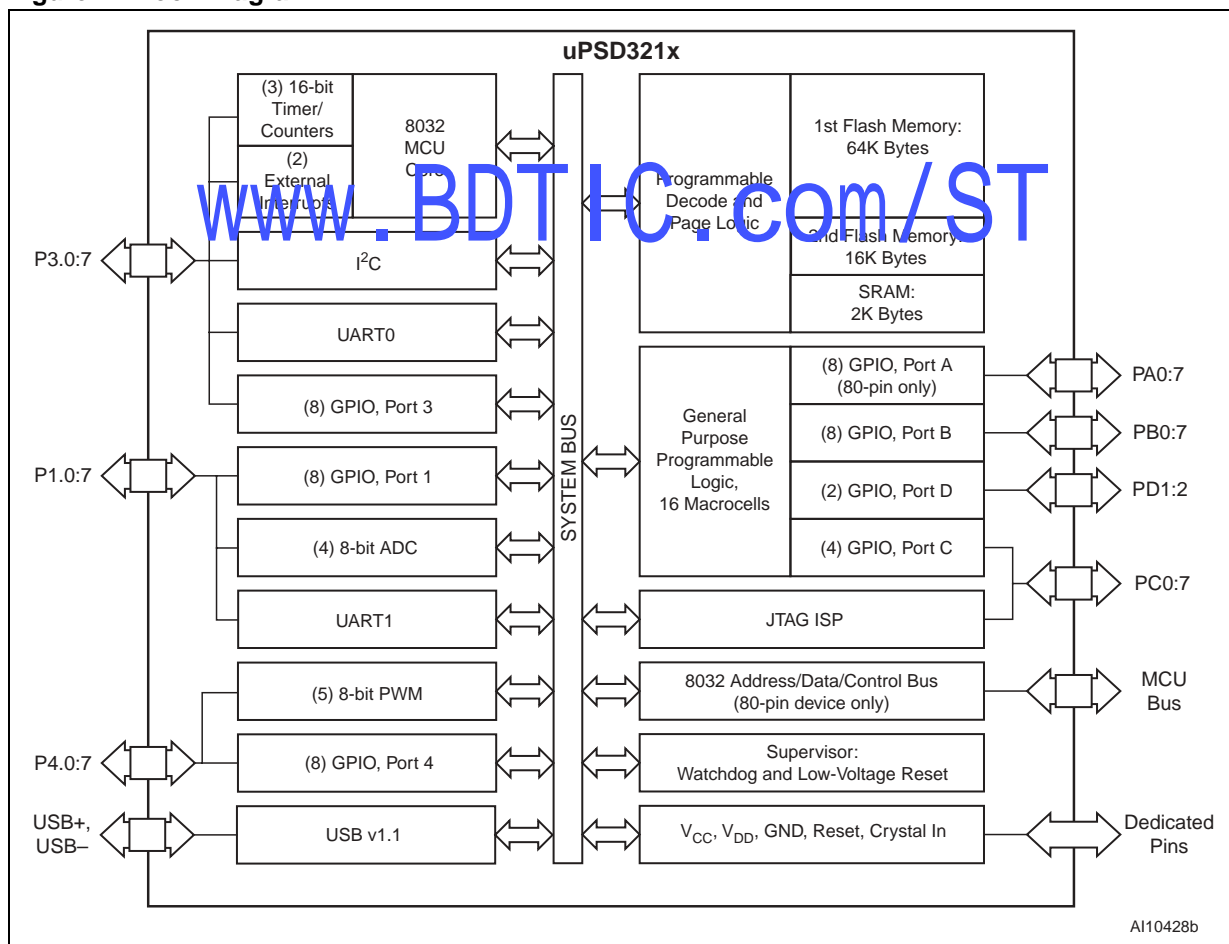 uPSD321x
(3) 16-bit
Timer/
Counters
(2)
External
Interrupts
8032
MCU
Core
I²C
UART0
(8) GPIO, Port 3
(8) GPIO, Port 1
(4) 8-bit ADC
UART1
(5) 8-bit PWM
(8) GPIO, Port 4
USB v1.1
P3.0:7
P1.0:7
P4.0:7
USB+,
USB–
SYSTEM BUS
Programmable
Decode and
Page Logic
1st Flash Memory:
64K Bytes
2nd Flash Memory:
16K Bytes
SRAM:
2K Bytes
General
Purpose
Programmable
Logic,
16 Macrocells
(8) GPIO, Port A
(80-pin only)
(8) GPIO, Port B
(2) GPIO, Port D
(4) GPIO, Port C
JTAG ISP
8032 Address/Data/Control Bus
(80-pin device only)
Supervisor:
Watchdog and Low-Voltage Reset
VCC, VDD, GND, Reset, Crystal In
PA0:7
PB0:7
PD1:2
PC0:7
MCU
Bus
Dedicated
Pins
www.BDTIC.com/ST
AI10428b